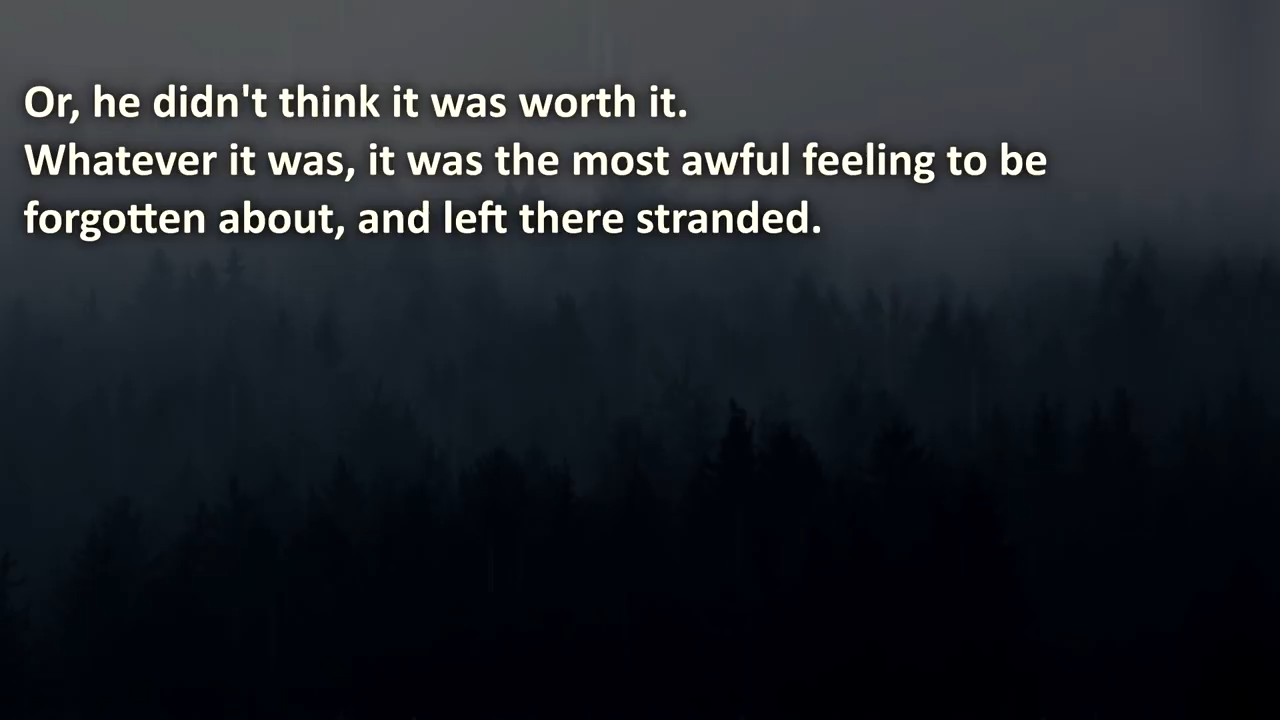 Or, he didn't think it was worth it.
Whatever it was, it was the most awful feeling to be
forgotten about, and left there stranded.